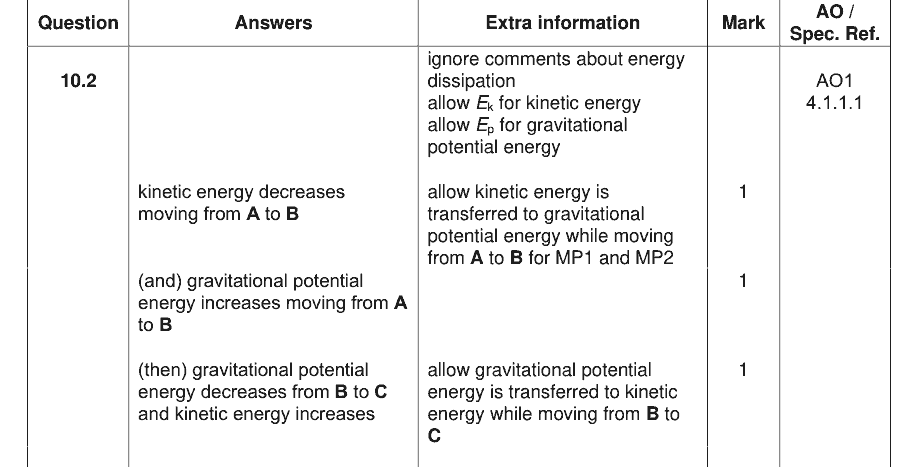 Question Answers Extra information Mark AO /
Spec. Ref.
10.2
ignore comments about energy
dissipation
allow Ek for kinetic energy
allow Ep for gravitational
potential energy
AO1
4.1.1.1
kinetic energy decreases
moving from A to B
allow kinetic energy is
transferred to gravitational
potential energy while moving
from A to B for MP1 and MP2
1
(and) gravitational potential
energy increases moving from A
to B
1
(then) gravitational potential
energy decreases from B to C
and kinetic energy increases
allow gravitational potential
energy is transferred to kinetic
energy while moving from B to
C
1